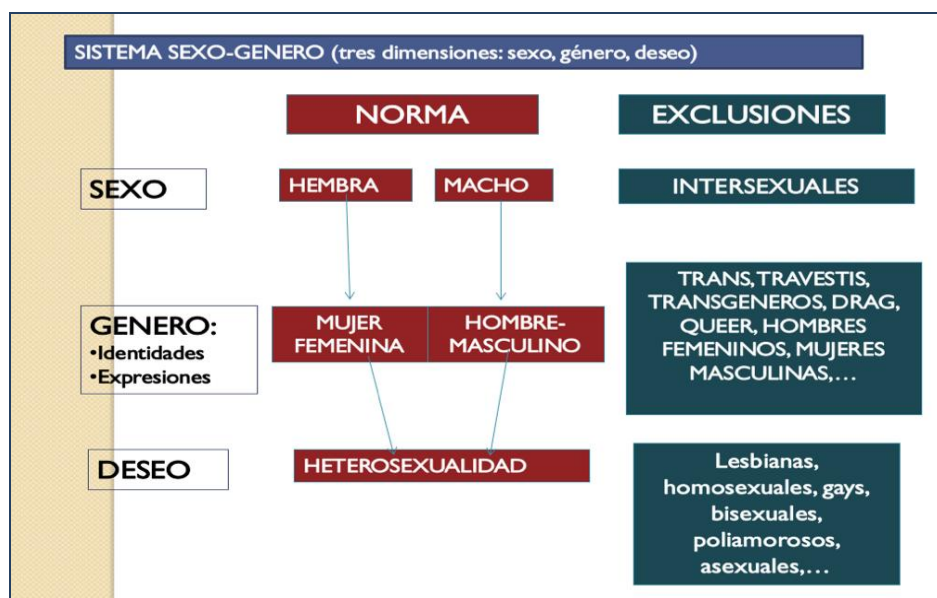 SISTEMA SEXO-GENERO (tres dimensiones: sexo, género, deseo)
NORMA
EXCLUSIONES
SEXO
HEMBRA
MACHO
INTERSEXUALES
GENERO:
•Identidades
•Expresiones
MUJER
FEMENINA
HOMBRE-
MASCULINO
TRANS, TRAVESTIS,
TRANSGENEROS, DRAG,
QUEER, HOMBRES
FEMENINOS, MUJERES
MASCULINAS,…
DESEO
HETEROSEXUALIDAD
Lesbianas,
homosexuales, gays,
bisexuales,
poliamorosos,
asexuales,…